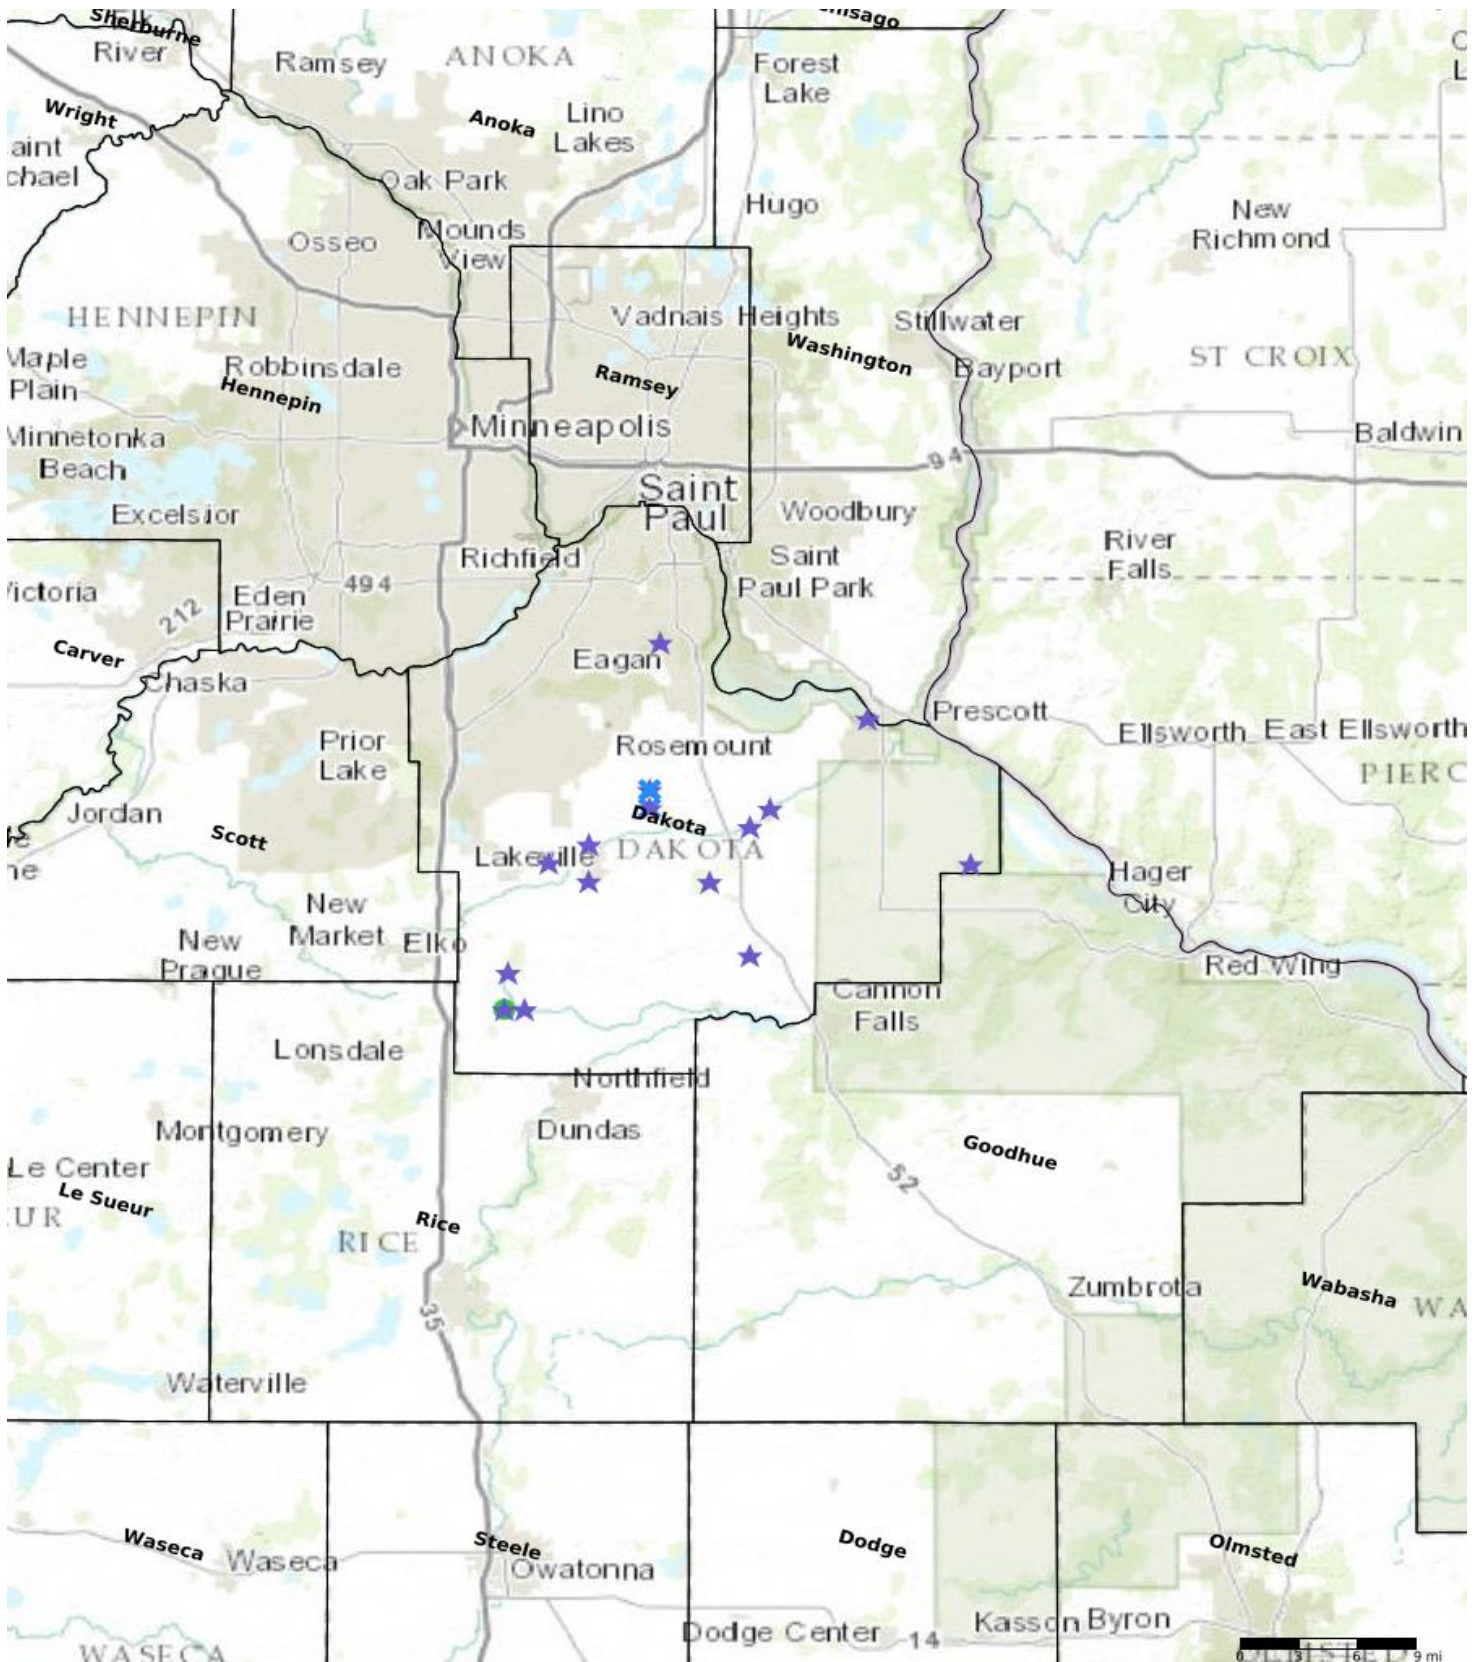 Sherburne
River
Ramsey
ANOKA
Forest
Lake
Wright
Anoka
Lino
Lakes
Oak Park
Hugo
New
Richmond
Osseo
Mounds
View
HENNEPIN
Vadnais Heights
Stillwater
Washington
ST CROIX
Maple
Plain
Robbinsdale
Hennepin
Ramsey
Bayport
Minneapolis
Minnetonka
Beach
Baldwin
94
Saint
Paul
Excelsior
Woodbury
Richfield
Saint
Paul Park
River
Falls
494
212
Eden
Prairie
Carver
Chaska
Eagan
Prescott
Ellsworth
East Ellsworth
Rosemount
Prior
Lake
Jordan
Scott
Dakota
DAKOTA
Lakeville
Hager
City
New
Market
Elko
New
Prague
Red Wing
Cannon
Falls
Lonsdale
Northfield
Montgomery
Dundas
Goodhue
Le Center
Le Sueur
52
Rice
RICE
Zumbrota
Wabasha
35
Waterville
Waseca
Waseca
Steele
Owatonna
Dodge
Olmsted
Dodge Center
14
Kasson
Byron
WASECA
0 3 6 9 mi